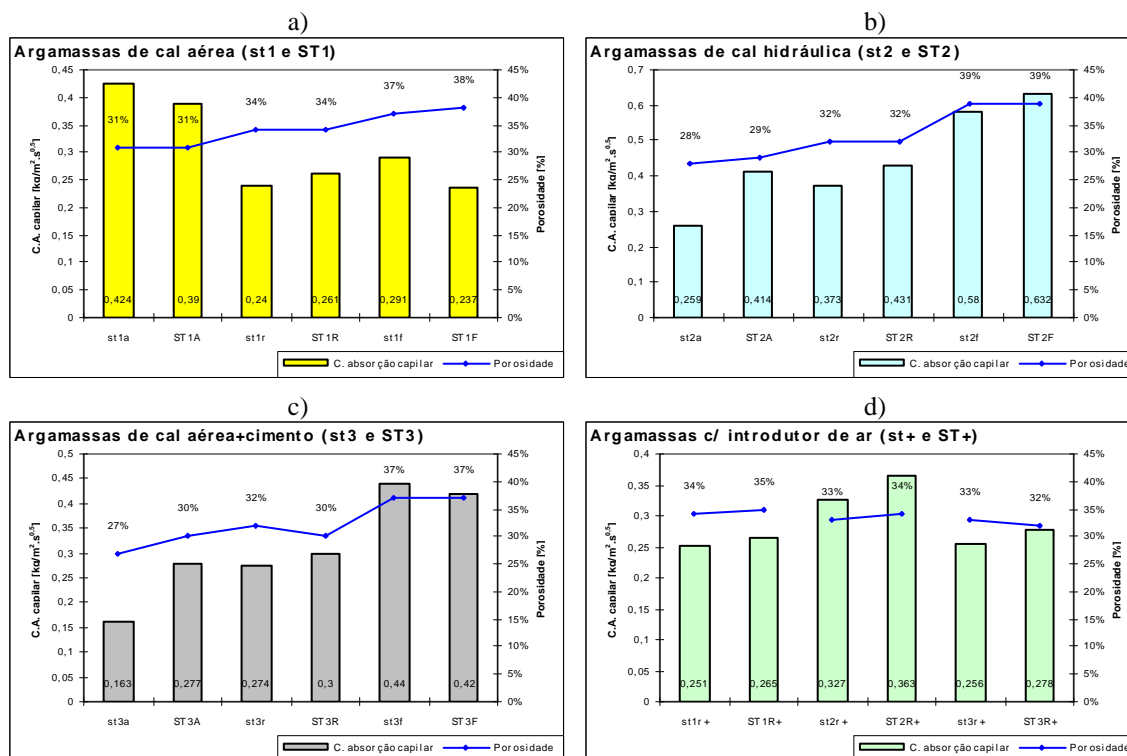 a)
Argamassas de cal aérea (st1 e ST1)
C.A. capilar [kg/m².s⁰·⁵]
0,45
0,4
0,35
0,3
0,25
0,2
0,15
0,1
0,05
0
31% 31% 34% 34% 37% 38%
0,424 0,39 0,24 0,261 0,291 0,237
st1a ST1A st1r ST1R st1f ST1F
45%
40%
35%
30%
25%
20%
15%
10%
5%
0%
Porosidade [%]
C. absorção capilar Porosidade
b)
Argamassas de cal hidráulica (st2 e ST2)
C.A. capilar [kg/m².s⁰·⁵]
0,7
0,6
0,5
0,4
0,3
0,2
0,1
0
28% 29% 32% 32% 39% 39%
0,259 0,414 0,373 0,431 0,58 0,632
st2a ST2A st2r ST2R st2f ST2F
45%
40%
35%
30%
25%
20%
15%
10%
5%
0%
Porosidade [%]
C. absorção capilar Porosidade
c)
Argamassas de cal aérea+cimento (st3 e ST3)
C.A. capilar [kg/m².s⁰·⁵]
0,5
0,45
0,4
0,35
0,3
0,25
0,2
0,15
0,1
0,05
0
27% 30% 32% 30% 37% 37%
0,163 0,277 0,274 0,3 0,44 0,42
st3a ST3A st3r ST3R st3f ST3F
45%
40%
35%
30%
25%
20%
15%
10%
5%
0%
Porosidade [%]
C. absorção capilar Porosidade
d)
Argamassas c/ introdutor de ar (st+ e ST+)
C.A. capilar [kg/m².s⁰·⁵]
0,4
0,35
0,3
0,25
0,2
0,15
0,1
0,05
0
34% 35% 33% 34% 33% 32%
0,251 0,265 0,327 0,363 0,256 0,278
st1r+ ST1R+ st2r+ ST2R+ st3r+ ST3R+
45%
40%
35%
30%
25%
20%
15%
10%
5%
0%
Porosidade [%]
C. absorção capilar Porosidade